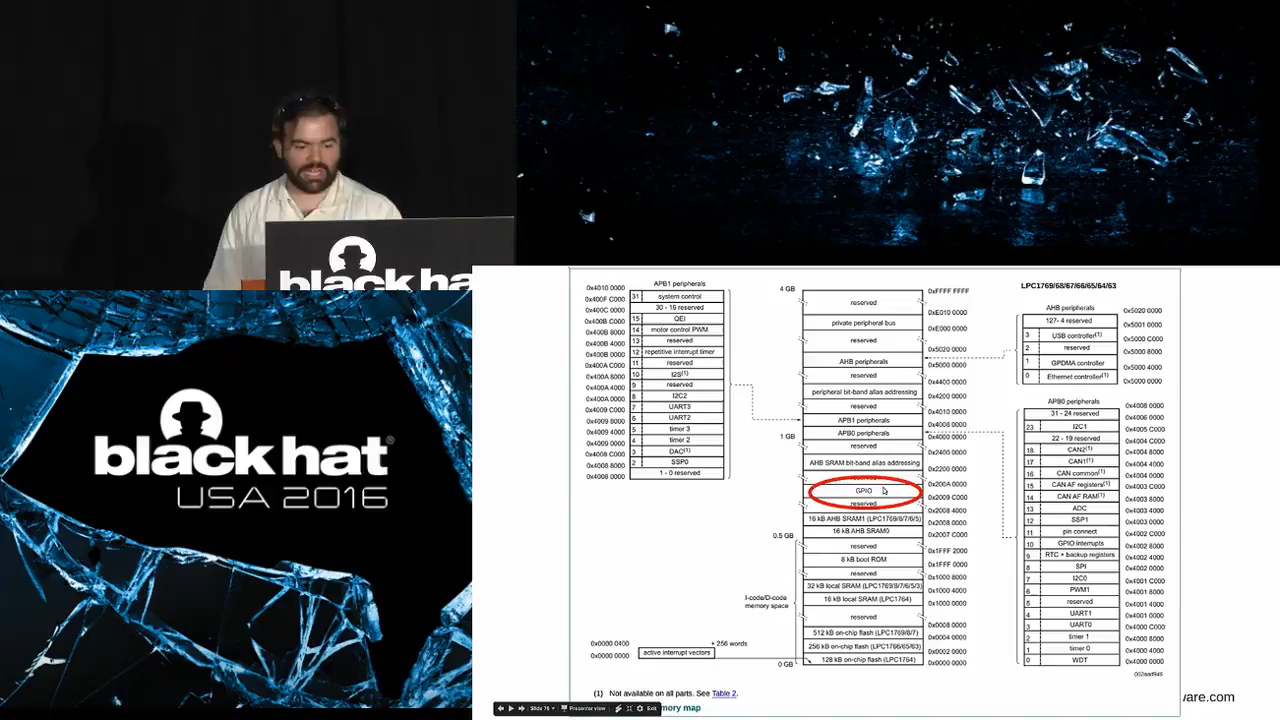 black hat
black hat®
USA 2016
APB1 peripherals
0x4010 0000
31 system control
0x400F C000
30 - 16 reserved
0x400C 0000
15 QEI
0x400B C000
14 motor control PWM
0x400B 8000
13 reserved
0x400B 4000
12 repetitive interrupt timer
0x400B 0000
11 reserved
0x400A C000
10 I2S(1)
0x400A 8000
9 reserved
0x400A 4000
8 I2C2
0x400A 0000
7 UART3
0x4009 C000
6 UART2
0x4009 8000
5 timer 3
0x4009 4000
4 timer 2
0x4009 0000
3 DAC(1)
0x4008 C000
2 SSP0
0x4008 8000
1 - 0 reserved
0x4008 0000
4 GB
0xFFFF FFFF
reserved
0xE010 0000
private peripheral bus
0xE000 0000
reserved
0x5020 0000
AHB peripherals
0x5000 0000
reserved
0x4400 0000
peripheral bit-band alias addressing
0x4200 0000
reserved
0x4010 0000
APB1 peripherals
0x4008 0000
APB0 peripherals
1 GB
0x4000 0000
reserved
0x2400 0000
AHB SRAM bit-band alias addressing
0x2200 0000
reserved
0x200A 0000
GPIO
0x2009 C000
reserved
0x2008 4000
16 kB AHB SRAM1 (LPC1769/8/7/6/5)
0x2008 0000
16 kB AHB SRAM0
0x2007 C000
0.5 GB
reserved
0x1FFF 2000
8 kB boot ROM
0x1FFF 0000
reserved
0x1000 8000
32 kB local SRAM (LPC1769/8/7/6/5/3)
0x1000 4000
16 kB local SRAM (LPC1764)
0x1000 0000
I-code/D-code
memory space
reserved
0x0008 0000
512 kB on-chip flash (LPC1769/8/7)
0x0004 0000
256 kB on-chip flash (LPC1766/65/63)
0x0002 0000
128 kB on-chip flash (LPC1764)
0x0000 0000
0 GB
0x0000 0400
+ 256 words
active interrupt vectors
0x0000 0000
LPC1769/68/67/66/65/64/63
AHB peripherals
0x5020 0000
127- 4 reserved
0x5001 0000
3 USB controller(1)
0x5000 C000
2 reserved
0x5000 8000
1 GPDMA controller
0x5000 4000
0 Ethernet controller(1)
0x5000 0000
APB0 peripherals
0x4008 0000
31 - 24 reserved
0x4006 0000
23 I2C1
0x4005 C000
22 - 19 reserved
0x4004 C000
18 CAN2(1)
0x4004 8000
17 CAN1(1)
0x4004 4000
16 CAN common(1)
0x4004 0000
15 CAN AF registers(1)
0x4003 C000
14 CAN AF RAM(1)
0x4003 8000
13 ADC
0x4003 4000
12 SSP1
0x4003 0000
11 pin connect
0x4002 C000
10 GPIO interrupts
0x4002 8000
9 RTC + backup registers
0x4002 4000
8 SPI
0x4002 0000
7 I2C0
0x4001 C000
6 PWM1
0x4001 8000
5 reserved
0x4001 4000
4 UART1
0x4001 0000
3 UART0
0x4000 C000
2 timer 1
0x4000 8000
1 timer 0
0x4000 4000
0 WDT
0x4000 0000
002aad946
(1) Not available on all parts. See Table 2.
mory map
Slide 76
Presenter view
Exit
are.com